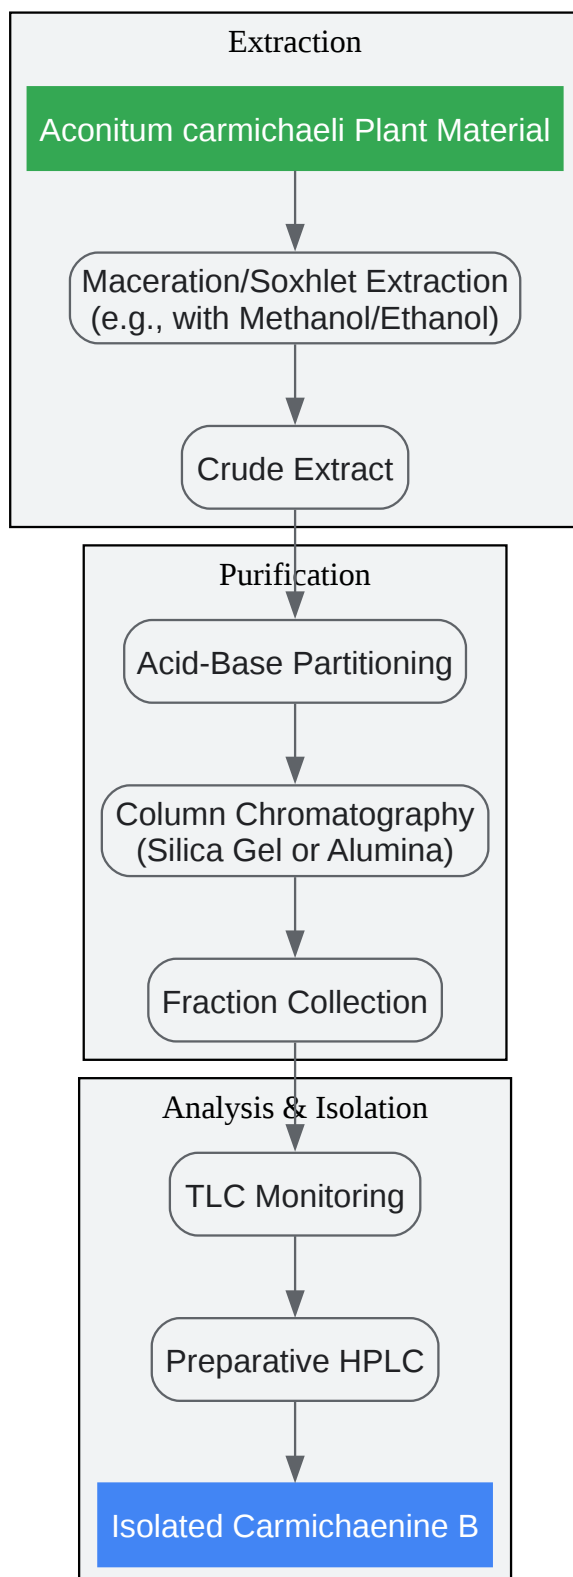 Extraction
Aconitum carmichaeli Plant Material
Maceration/Soxhlet Extraction
(e.g., with Methanol/Ethanol)
Crude Extract
Purification
Acid-Base Partitioning
Column Chromatography
(Silica Gel or Alumina)
Fraction Collection
Analysis & Isolation
TLC Monitoring
Preparative HPLC
Isolated Carmichaenine B